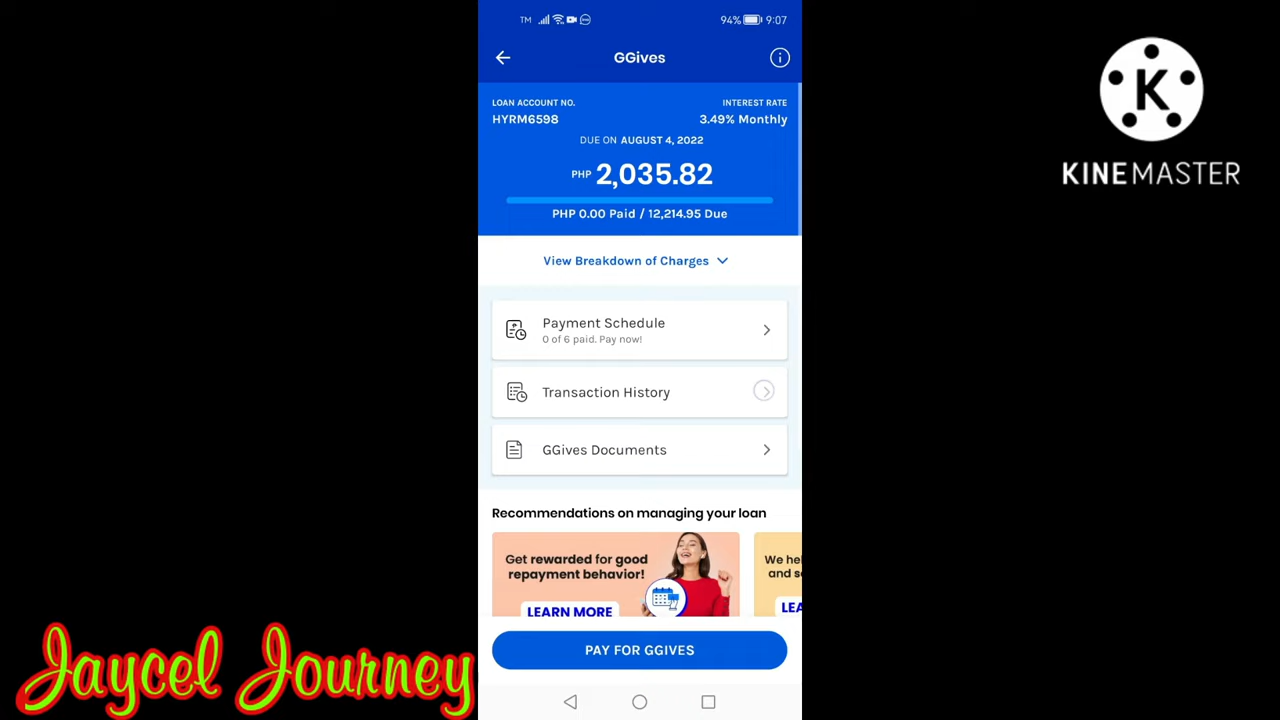 TM
94% 9:07
GGives
LOAN ACCOUNT NO.
INTEREST RATE
HYRM6598
3.49% Monthly
DUE ON AUGUST 4, 2022
PHP 2,035.82
PHP 0.00 Paid / 12,214.95 Due
View Breakdown of Charges
Payment Schedule
0 of 6 paid. Pay now!
Transaction History
GGives Documents
Recommendations on managing your loan
Get rewarded for good
repayment behavior!
LEARN MORE
We hel
and s
LEA
PAY FOR GGIVES
K
KINEMASTER
Jaycel Journey